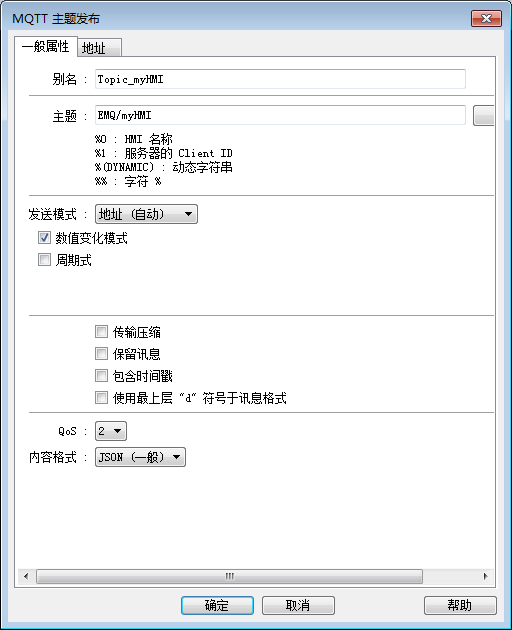 MQTT 主题发布
一般属性 地址
别名 : Topic_myHMI
主题 : EMQ/myHMI
%0 : HMI 名称
%1 : 服务器的 Client ID
%(DYNAMIC) : 动态字符串
%% : 字符 %
发送模式 : 地址 (自动)
数值变化模式
周期式
传输压缩
保留讯息
包含时间戳
使用最上层 "d" 符号于讯息格式
QoS : 2
内容格式 : JSON (一般)
确定 取消 帮助